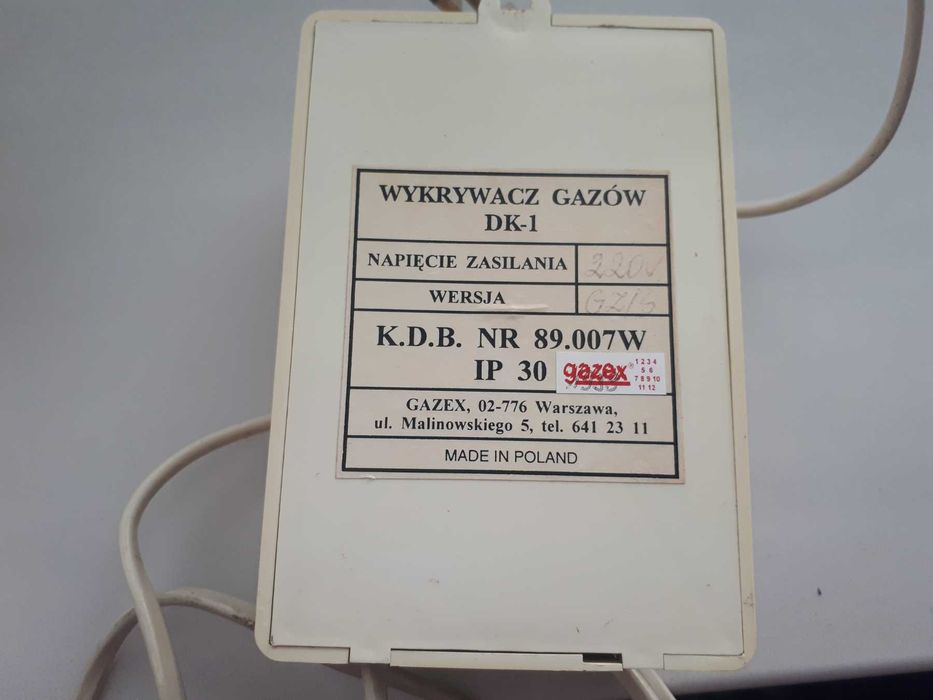 WYKRYWACZ GAZÓW
DK-1
NAPIĘCIE ZASILANIA 220V
WERSJA
K.D.B. NR 89.007W
IP 30 gazex®
1 2 3 4
5 6
7 8 9 10
11 12
GAZEX, 02-776 Warszawa,
ul. Malinowskiego 5, tel. 641 23 11
MADE IN POLAND